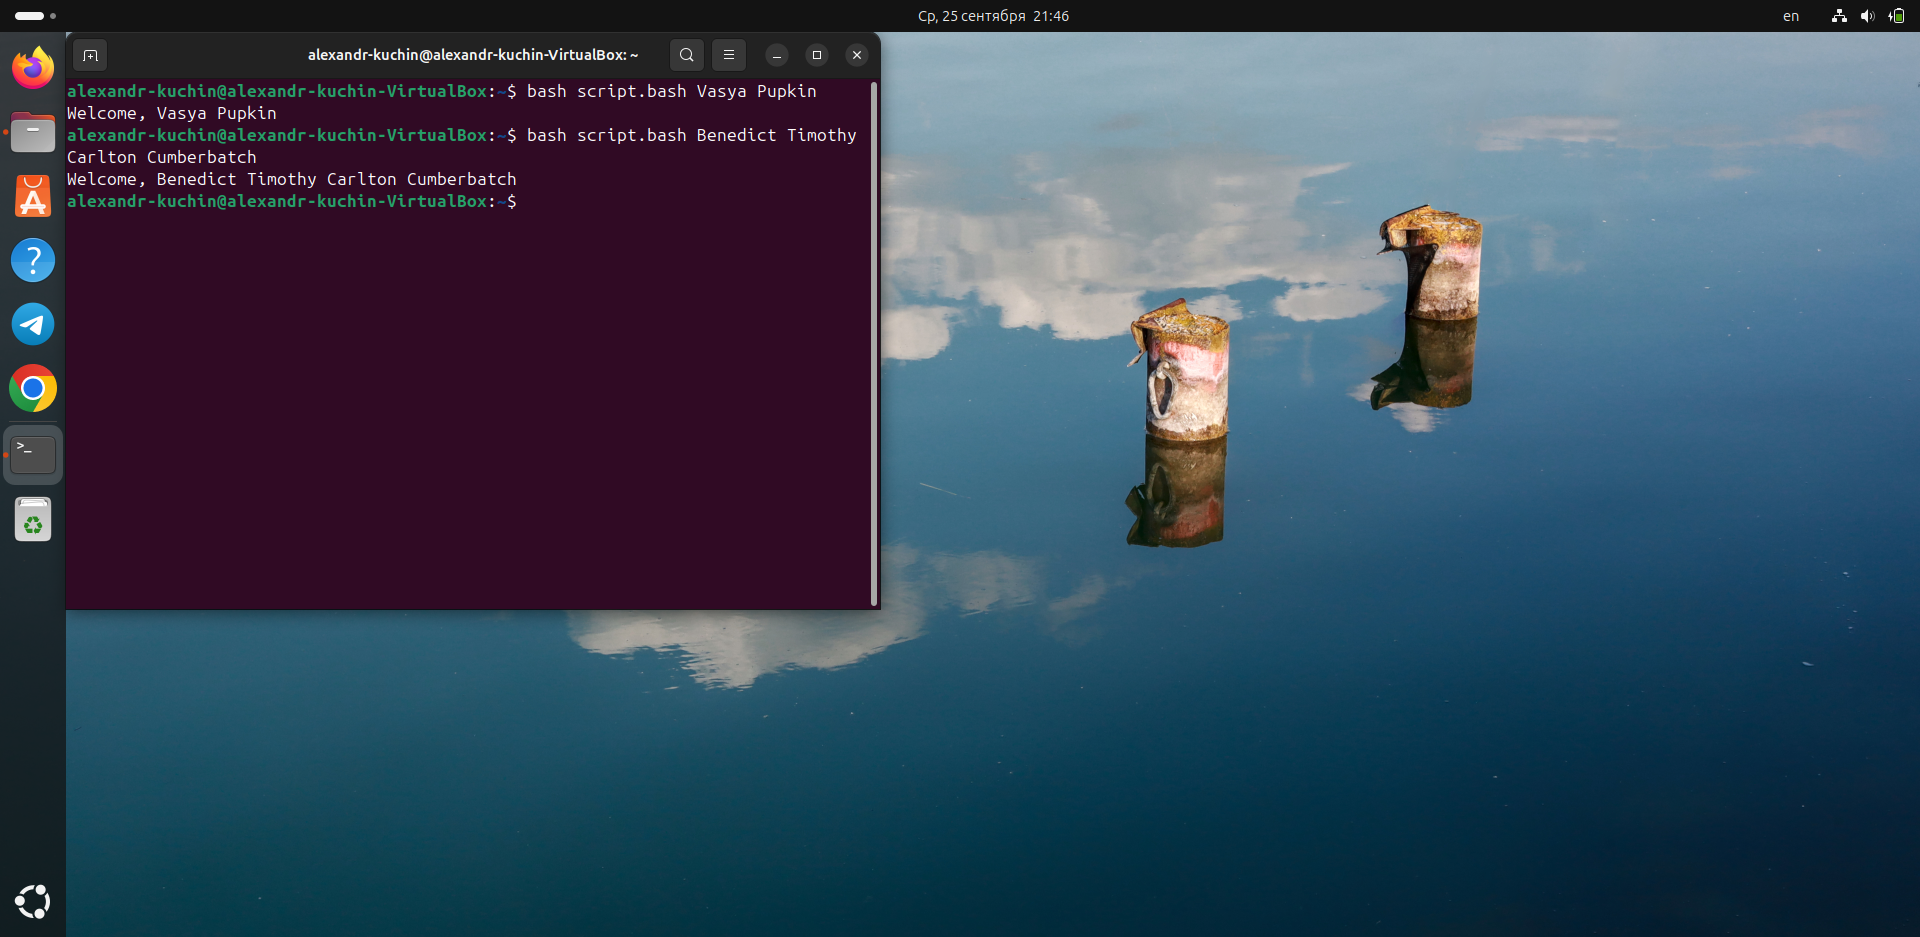 Ср, 25 сентября 21:46
en
alexandr-kuchin@alexandr-kuchin-VirtualBox: ~
alexandr-kuchin@alexandr-kuchin-VirtualBox:~$ bash script.bash Vasya Pupkin
Welcome, Vasya Pupkin
alexandr-kuchin@alexandr-kuchin-VirtualBox:~$ bash script.bash Benedict Timothy
Carlton Cumberbatch
Welcome, Benedict Timothy Carlton Cumberbatch
alexandr-kuchin@alexandr-kuchin-VirtualBox:~$